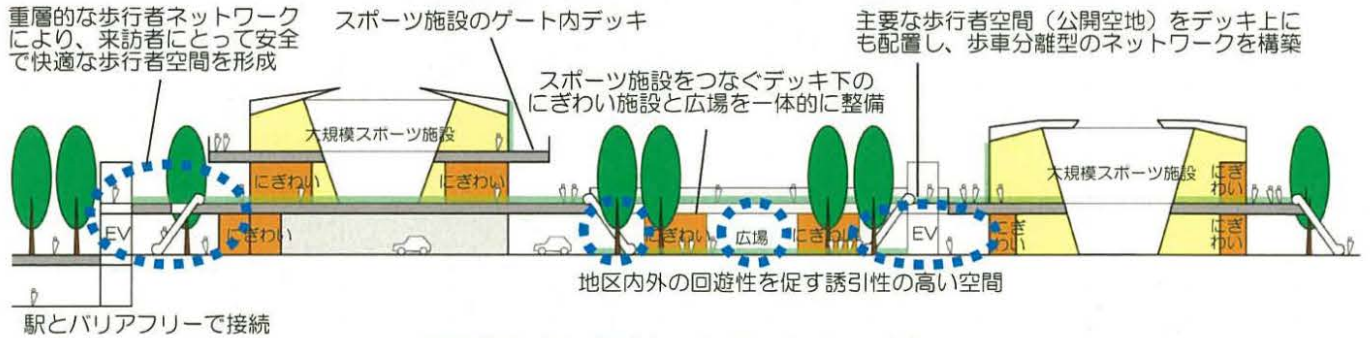 重層的な歩行者ネットワーク
により、来訪者にとって安全
で快適な歩行者空間を形成
スポーツ施設のゲート内デッキ
主要な歩行者空間（公開空地）をデッキ上に
も配置し、歩車分離型のネットワークを構築
スポーツ施設をつなぐデッキ下の
にぎわい施設と広場を一体的に整備
大規模スポーツ施設
にぎわい
にぎわい
大規模スポーツ施設
にぎわい
EV
にぎわい
にぎわい
広場
にぎわい
EV
にぎわい
にぎわい
地区内外の回遊性を促す誘引性の高い空間
駅とバリアフリーで接続